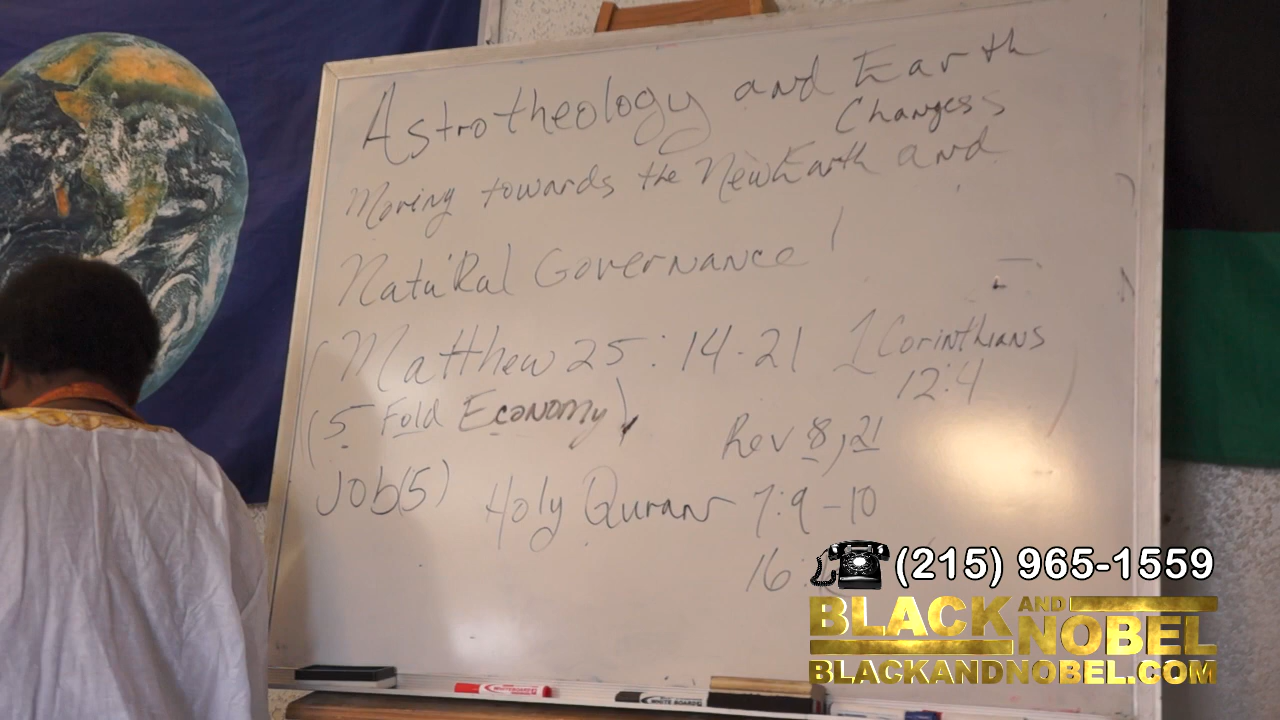 Astrotheology and Earth
Changess
Moving towards the New Earth and
Natural Governance
(Matthew 25:14-21 1 Corinthians
12:4
(5 Fold Economy)
Rev 8,21
Job(5) Holy Quran 7:9-10
16:
(215) 965-1559
BLACK AND NOBEL
BLACKANDNOBEL.COM